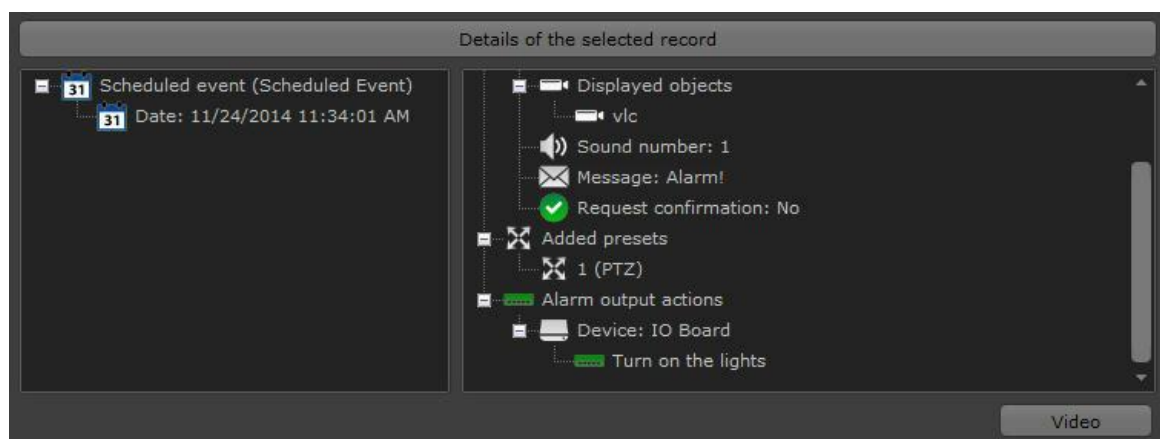 Details of the selected record
31 Scheduled event (Scheduled Event)
31 Date: 11/24/2014 11:34:01 AM
Displayed objects
vlc
Sound number: 1
Message: Alarm!
Request confirmation: No
Added presets
1 (PTZ)
Alarm output actions
Device: IO Board
Turn on the lights
Video